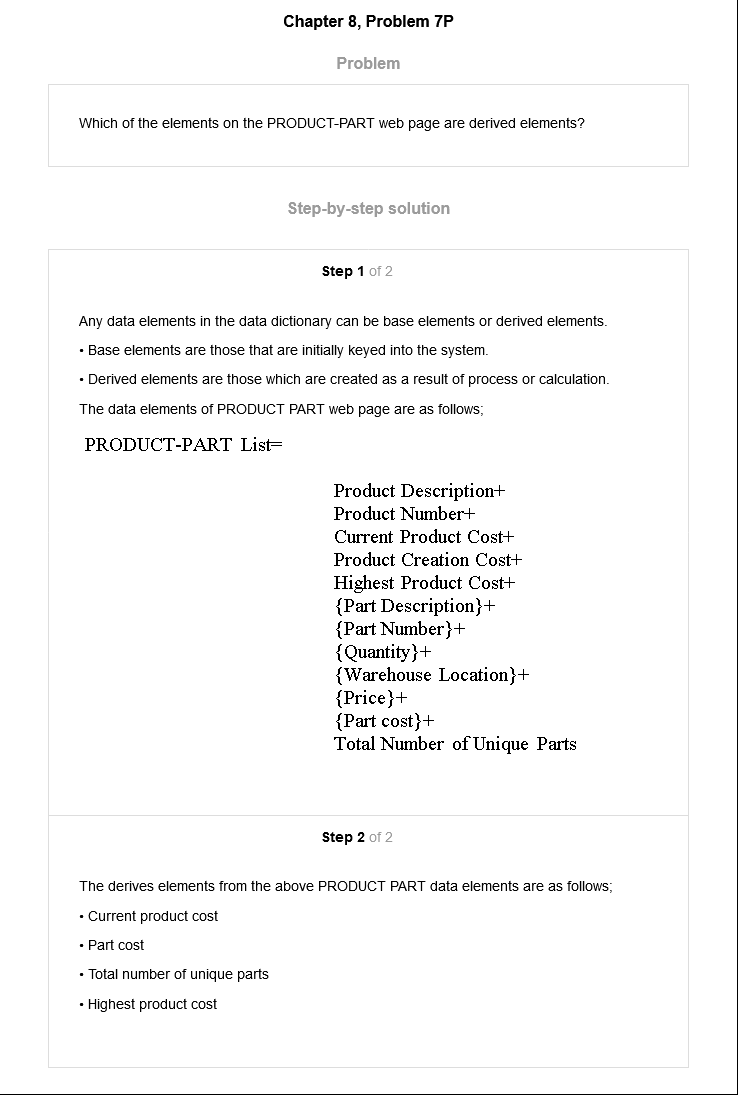 Chapter 8, Problem 7P
Problem
Which of the elements on the PRODUCT-PART web page are derived elements?
Step-by-step solution
Step 1 of 2
Any data elements in the data dictionary can be base elements or derived elements.
• Base elements are those that are initially keyed into the system.
• Derived elements are those which are created as a result of process or calculation.
The data elements of PRODUCT PART web page are as follows;
PRODUCT-PART List=
Product Description+
Product Number+
Current Product Cost+
Product Creation Cost+
Highest Product Cost+
{Part Description}+
{Part Number}+
{Quantity}+
{Warehouse Location}+
{Price}+
{Part cost}+
Total Number of Unique Parts
Step 2 of 2
The derives elements from the above PRODUCT PART data elements are as follows;
• Current product cost
• Part cost
• Total number of unique parts
• Highest product cost